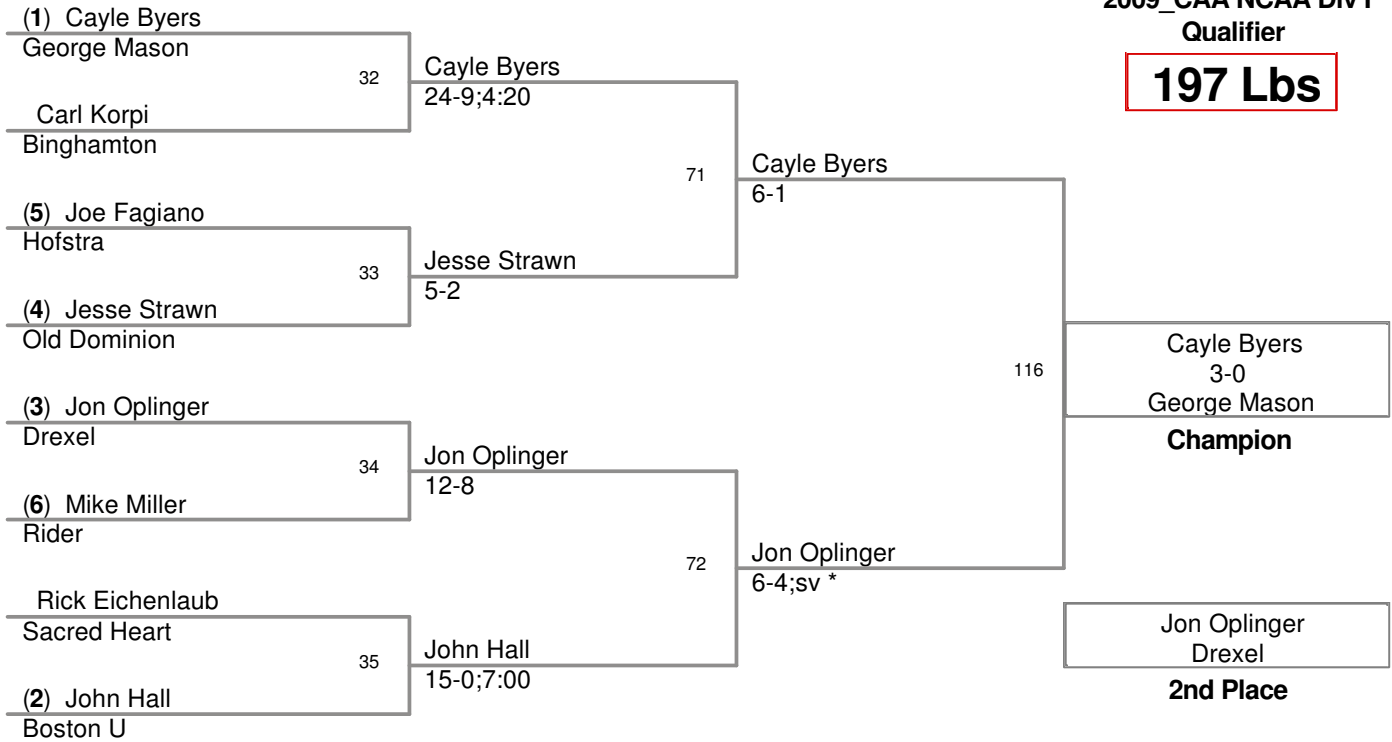 2009_CAA NCAA Div I
Qualifier
197 Lbs
(1) Cayle Byers
George Mason
32
Carl Korpi
Binghamton
Cayle Byers
24-9;4:20
(5) Joe Fagiano
Hofstra
33
(4) Jesse Strawn
Old Dominion
Jesse Strawn
5-2
71
Cayle Byers
6-1
(3) Jon Oplinger
Drexel
34
(6) Mike Miller
Rider
Jon Oplinger
12-8
Rick Eichenlaub
Sacred Heart
35
(2) John Hall
Boston U
John Hall
15-0;7:00
72
Jon Oplinger
6-4;sv *
116
Cayle Byers
3-0
George Mason
Champion
Jon Oplinger
Drexel
2nd Place